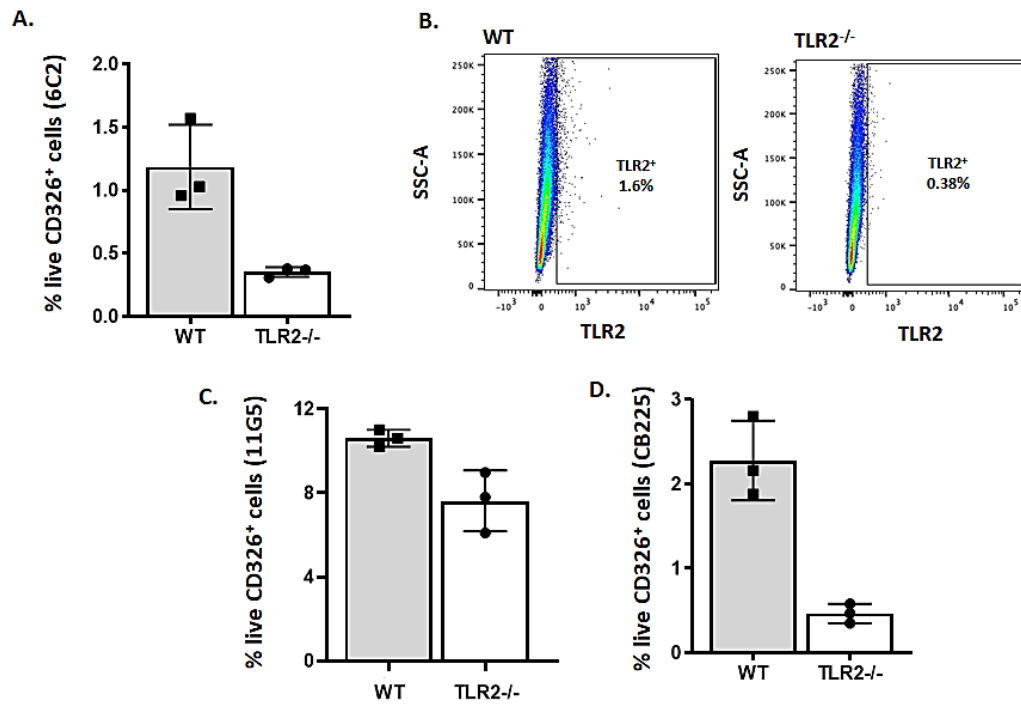 A.
% live CD326⁺ cells (6C2)
2.0
1.5
1.0
0.5
0.0
WT
TLR2-/-
B.
WT
SSC-A
250K
200K
150K
100K
50K
0
TLR2⁺
1.6%
-10³ 0 10³ 10⁴ 10⁵
TLR2
TLR2⁻/⁻
SSC-A
250K
200K
150K
100K
50K
0
TLR2⁺
0.38%
-10³ 0 10³ 10⁴ 10⁵
TLR2
C.
% live CD326⁺ cells (11G5)
12
8
4
0
WT
TLR2-/-
D.
% live CD326⁺ cells (CB225)
3
2
1
0
WT
TLR2-/-